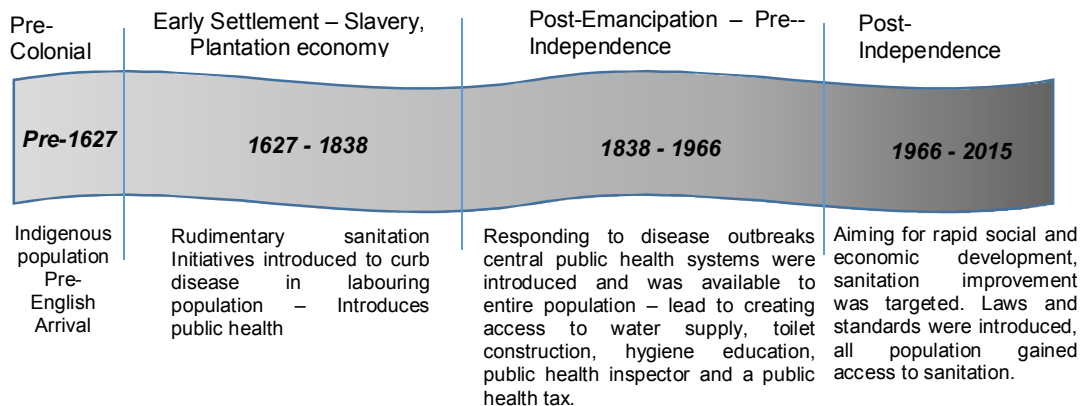 Pre-
Colonial
Early Settlement – Slavery,
Plantation economy
Post-Emancipation – Pre--
Independence
Post-
Independence
Pre-1627
1627 - 1838
1838 - 1966
1966 - 2015
Indigenous
population
Pre-
English
Arrival
Rudimentary sanitation
Initiatives introduced to curb
disease in labouring
population – Introduces
public health
Responding to disease outbreaks
central public health systems were
introduced and was available to
entire population – lead to creating
access to water supply, toilet
construction, hygiene education,
public health inspector and a public
health tax.
Aiming for rapid social and
economic development,
sanitation improvement
was targeted. Laws and
standards were introduced,
all population gained
access to sanitation.